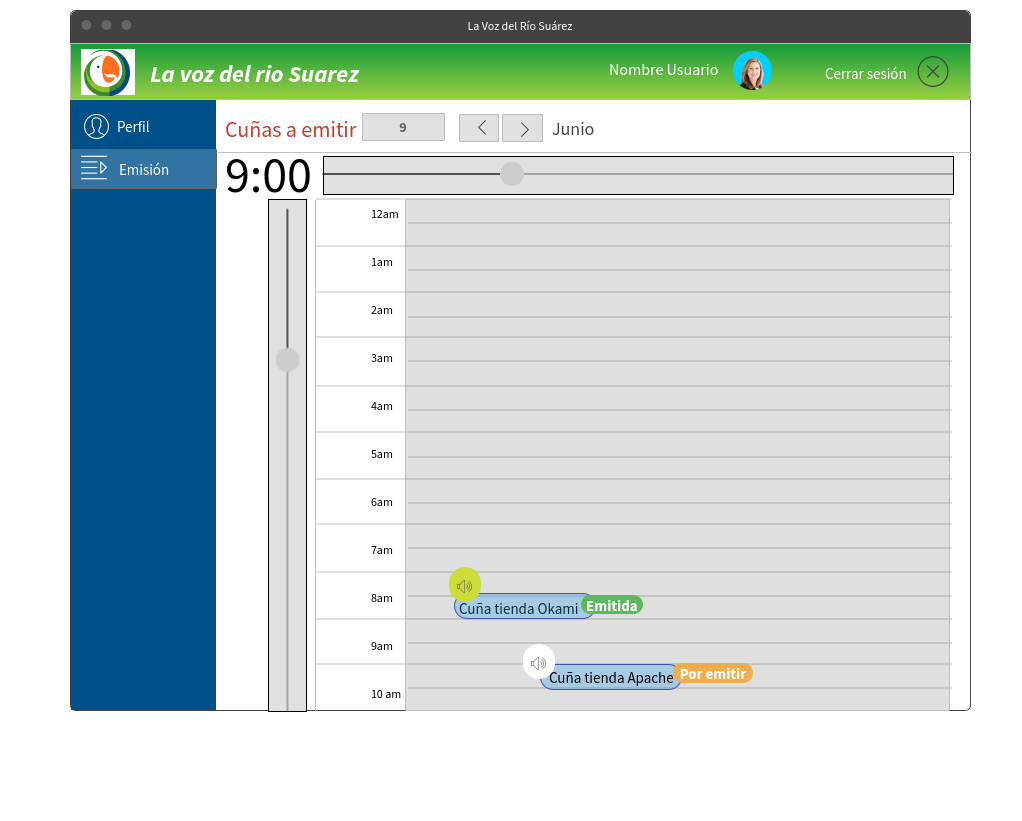 La Voz del Río Suárez
La voz del rio Suarez
Nombre Usuario
Cerrar sesión
Perfil
Emisión
Cuñas a emitir
9
Junio
9:00
12am
1am
2am
3am
4am
5am
6am
7am
8am
Cuña tienda Okami
Emitida
9am
Cuña tienda Apache
Por emitir
10 am